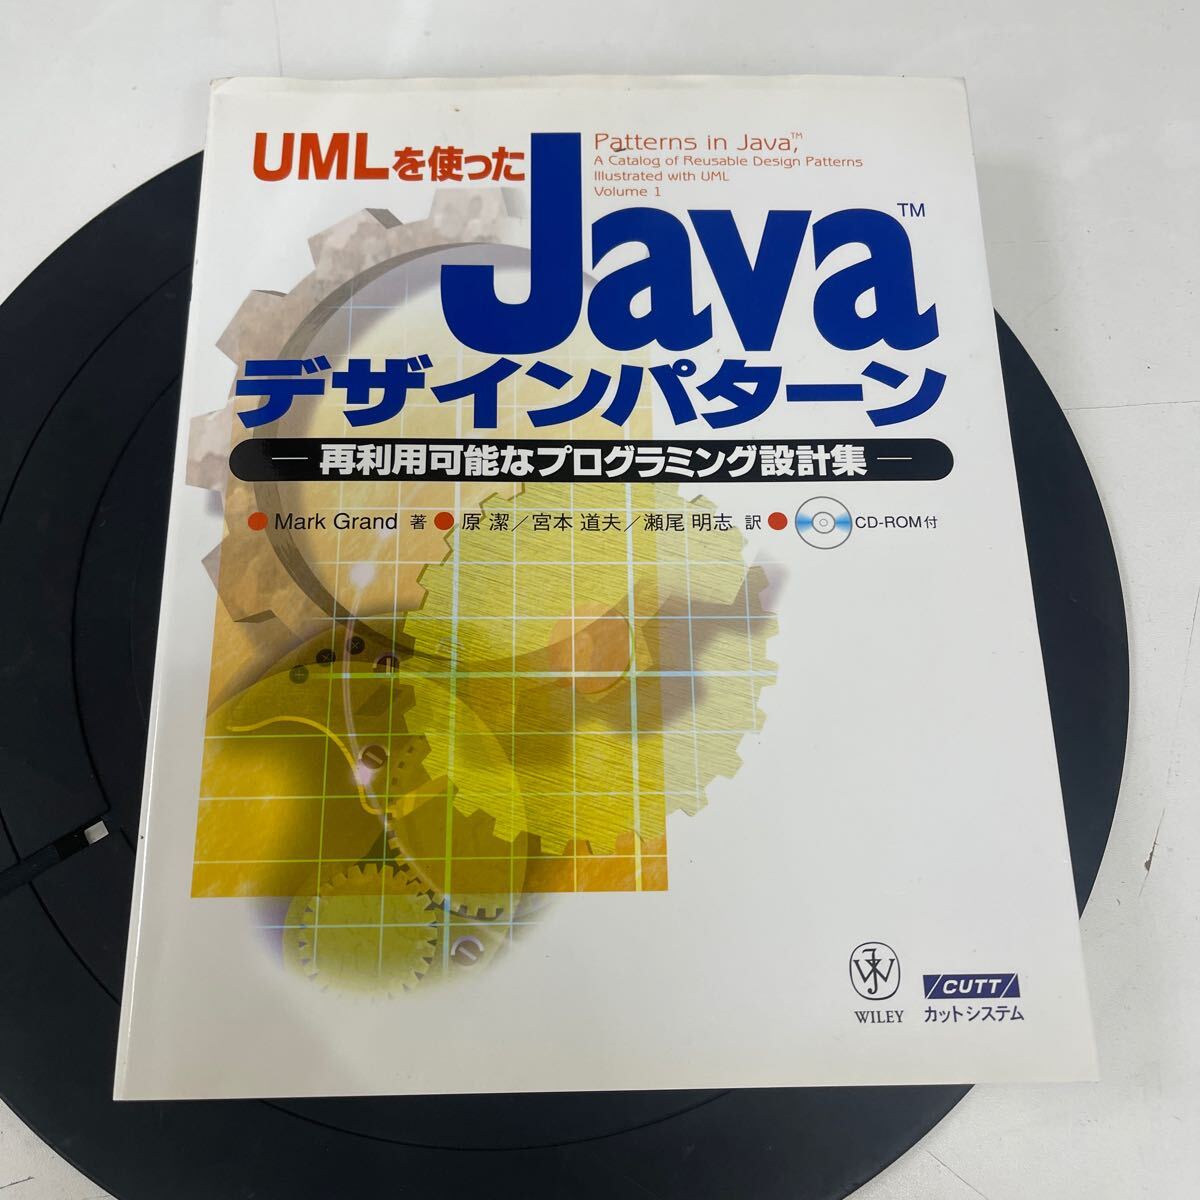 UMLを使った
Patterns in Java,™
A Catalog of Reusable Design Patterns
Illustrated with UML
Volume 1
Java™
デザインパターン
再利用可能なプログラミング設計集
Mark Grand 著 ● 原 潔／宮本 道夫／瀬尾 明志 訳 ● CD-ROM付
WILEY
CUTT
カットシステム